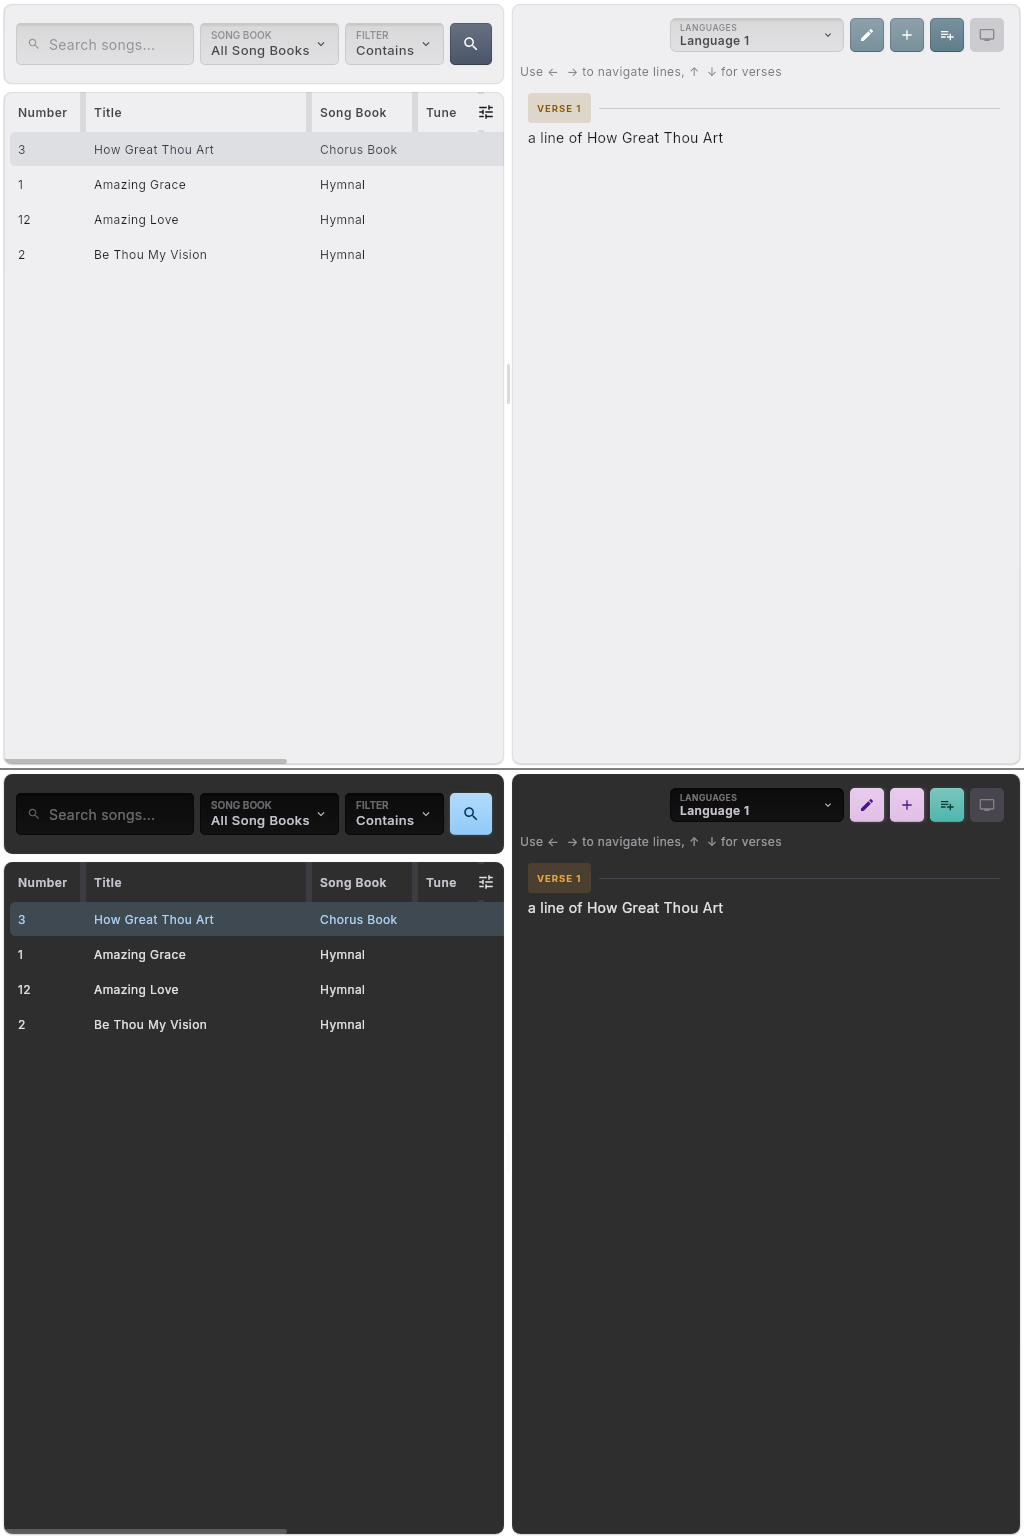 Search songs...
SONG BOOK
All Song Books
FILTER
Contains
Number Title Song Book Tune
3 How Great Thou Art Chorus Book
1 Amazing Grace Hymnal
12 Amazing Love Hymnal
2 Be Thou My Vision Hymnal
LANGUAGES
Language 1
Use ← → to navigate lines, ↑ ↓ for verses
VERSE 1
a line of How Great Thou Art
Search songs...
SONG BOOK
All Song Books
FILTER
Contains
Number Title Song Book Tune
3 How Great Thou Art Chorus Book
1 Amazing Grace Hymnal
12 Amazing Love Hymnal
2 Be Thou My Vision Hymnal
LANGUAGES
Language 1
Use ← → to navigate lines, ↑ ↓ for verses
VERSE 1
a line of How Great Thou Art